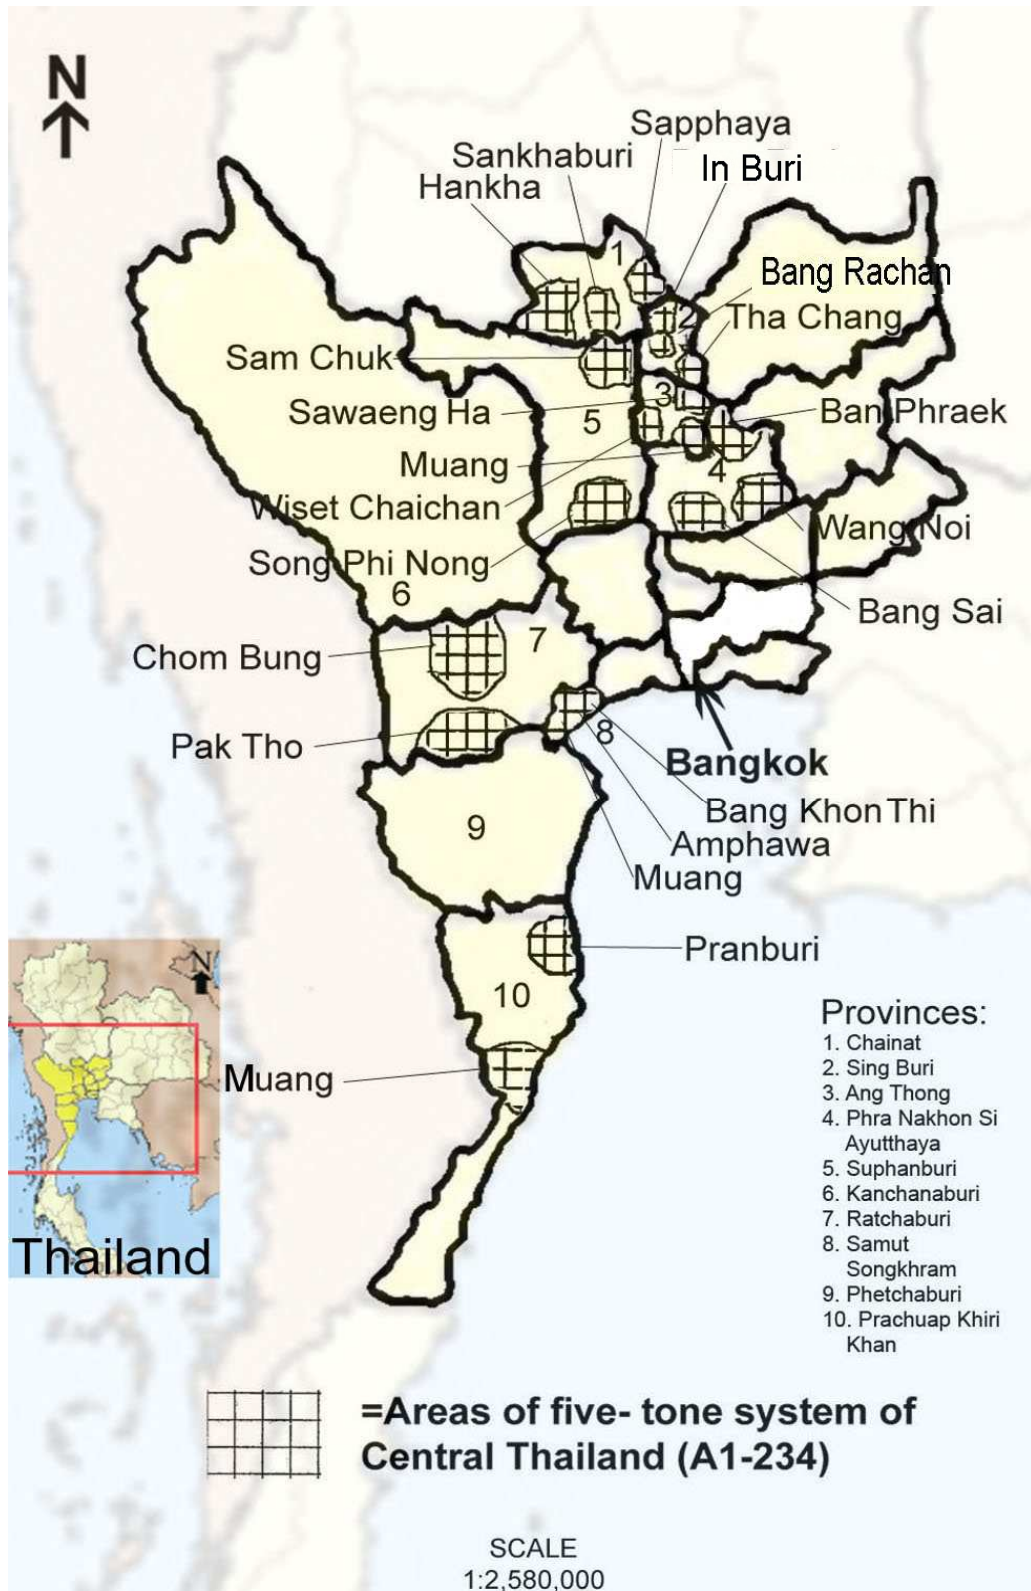 N
Sapphaya
Sankhaburi
In Buri
Hankha
1
Bang Rachan
2
Tha Chang
Sam Chuk
3
Sawaeng Ha
5
Ban Phraek
Muang
4
Wiset Chaichan
Wang Noi
Song Phi Nong
6
Bang Sai
7
Chom Bung
8
Pak Tho
Bangkok
Bang Khon Thi
9
Amphawa
Muang
Pranburi
10
Muang
N
Thailand
Provinces:
1. Chainat
2. Sing Buri
3. Ang Thong
4. Phra Nakhon Si
Ayutthaya
5. Suphanburi
6. Kanchanaburi
7. Ratchaburi
8. Samut
Songkhram
9. Phetchaburi
10. Prachuap Khiri
Khan
=Areas of five- tone system of
Central Thailand (A1-234)
SCALE
1:2,580,000